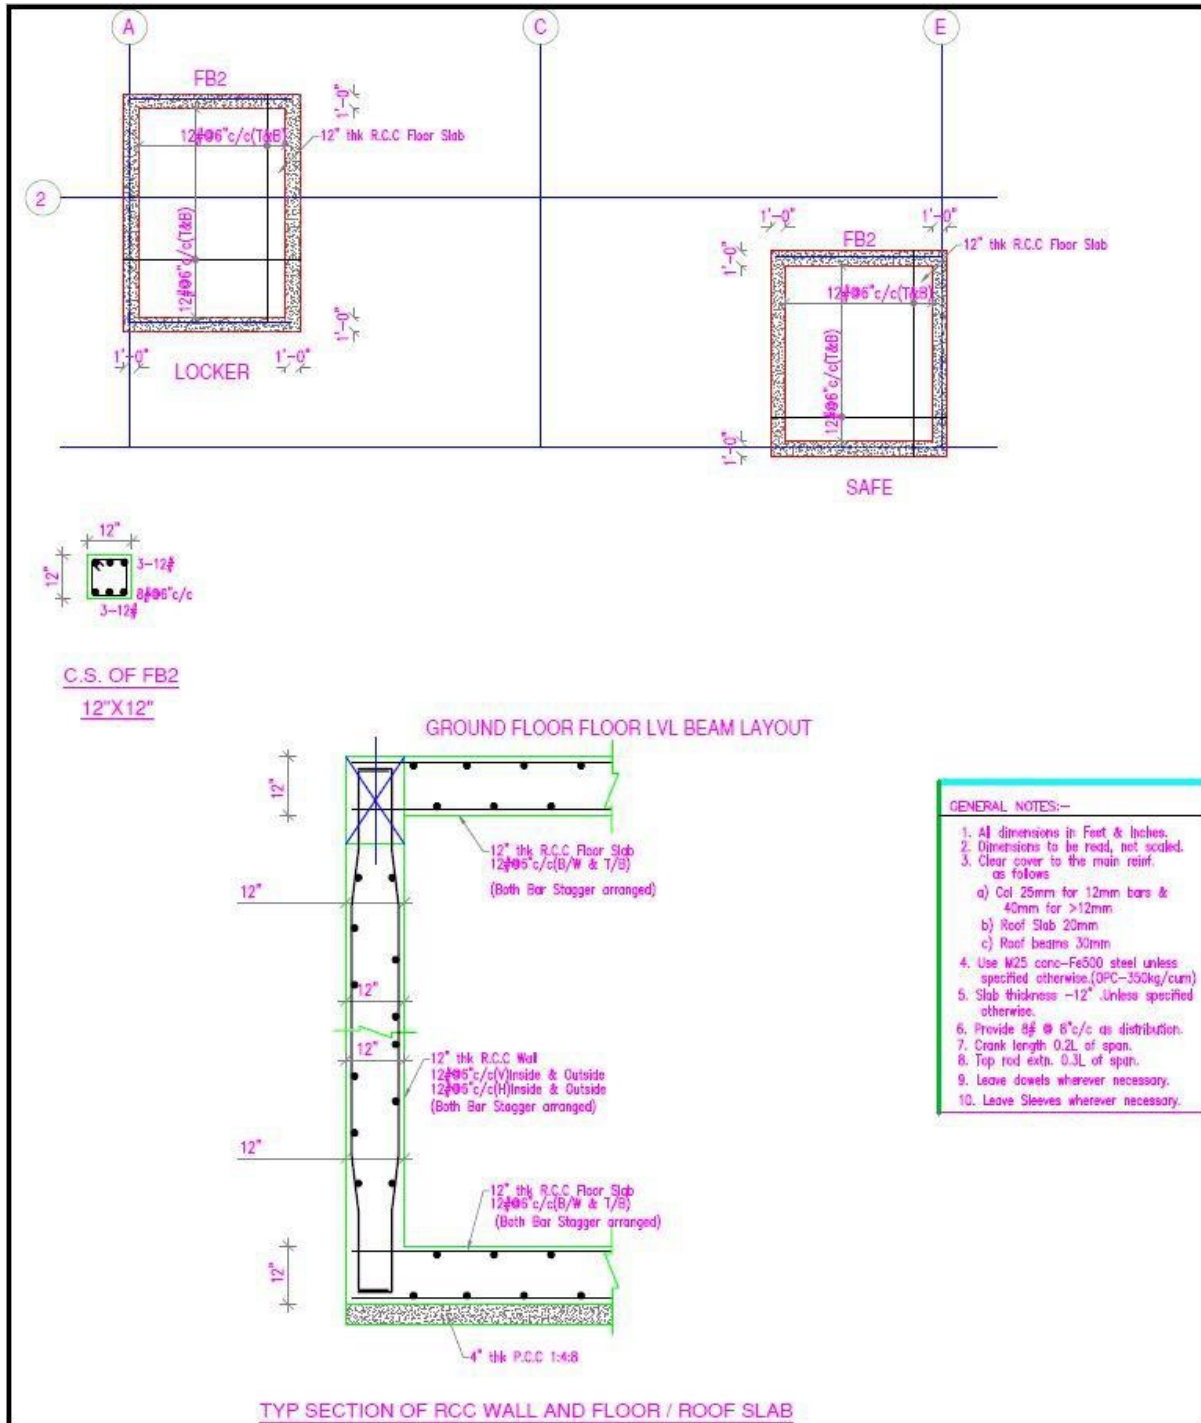 A
C
E
FB2
1'-0"
12#@6"c/c(T&B)
12" thk R.C.C Floor Slab
2
12#@6"c/c(T&B)
1'-0"
1'-0"
1'-0"
LOCKER
1'-0"
1'-0"
FB2
1'-0"
12" thk R.C.C Floor Slab
12#@6"c/c(T&B)
12#@6"c/c(T&B)
1'-0"
SAFE
12"
12"
3-12#
8#@6"c/c
3-12#
C.S. OF FB2
12"X12"
GROUND FLOOR FLOOR LVL BEAM LAYOUT
12"
12" thk R.C.C Floor Slab
12#@6"c/c(B/W & T/B)
(Both Bar Stagger arranged)
12"
12"
12"
12" thk R.C.C Wall
12#@6"c/c(V)Inside & Outside
12#@6"c/c(H)Inside & Outside
(Both Bar Stagger arranged)
12"
12" thk R.C.C Floor Slab
12#@6"c/c(B/W & T/B)
(Both Bar Stagger arranged)
12"
4" thk P.C.C 1:4:8
TYP SECTION OF RCC WALL AND FLOOR / ROOF SLAB
GENERAL NOTES:-
1. All dimensions in Feet & Inches.
2. Dimensions to be read, not scaled.
3. Clear cover to the main reinf.
as follows
a) Col 25mm for 12mm bars &
40mm for >12mm
b) Roof Slab 20mm
c) Roof beams 30mm
4. Use M25 conc-Fe500 steel unless
specified otherwise.(OPC-350kg/cum)
5. Slab thickness -12" .Unless specified
otherwise.
6. Provide 8# @ 8"c/c as distribution.
7. Crank length 0.2L of span.
8. Top rod extn. 0.3L of span.
9. Leave dowels wherever necessary.
10. Leave Sleeves wherever necessary.